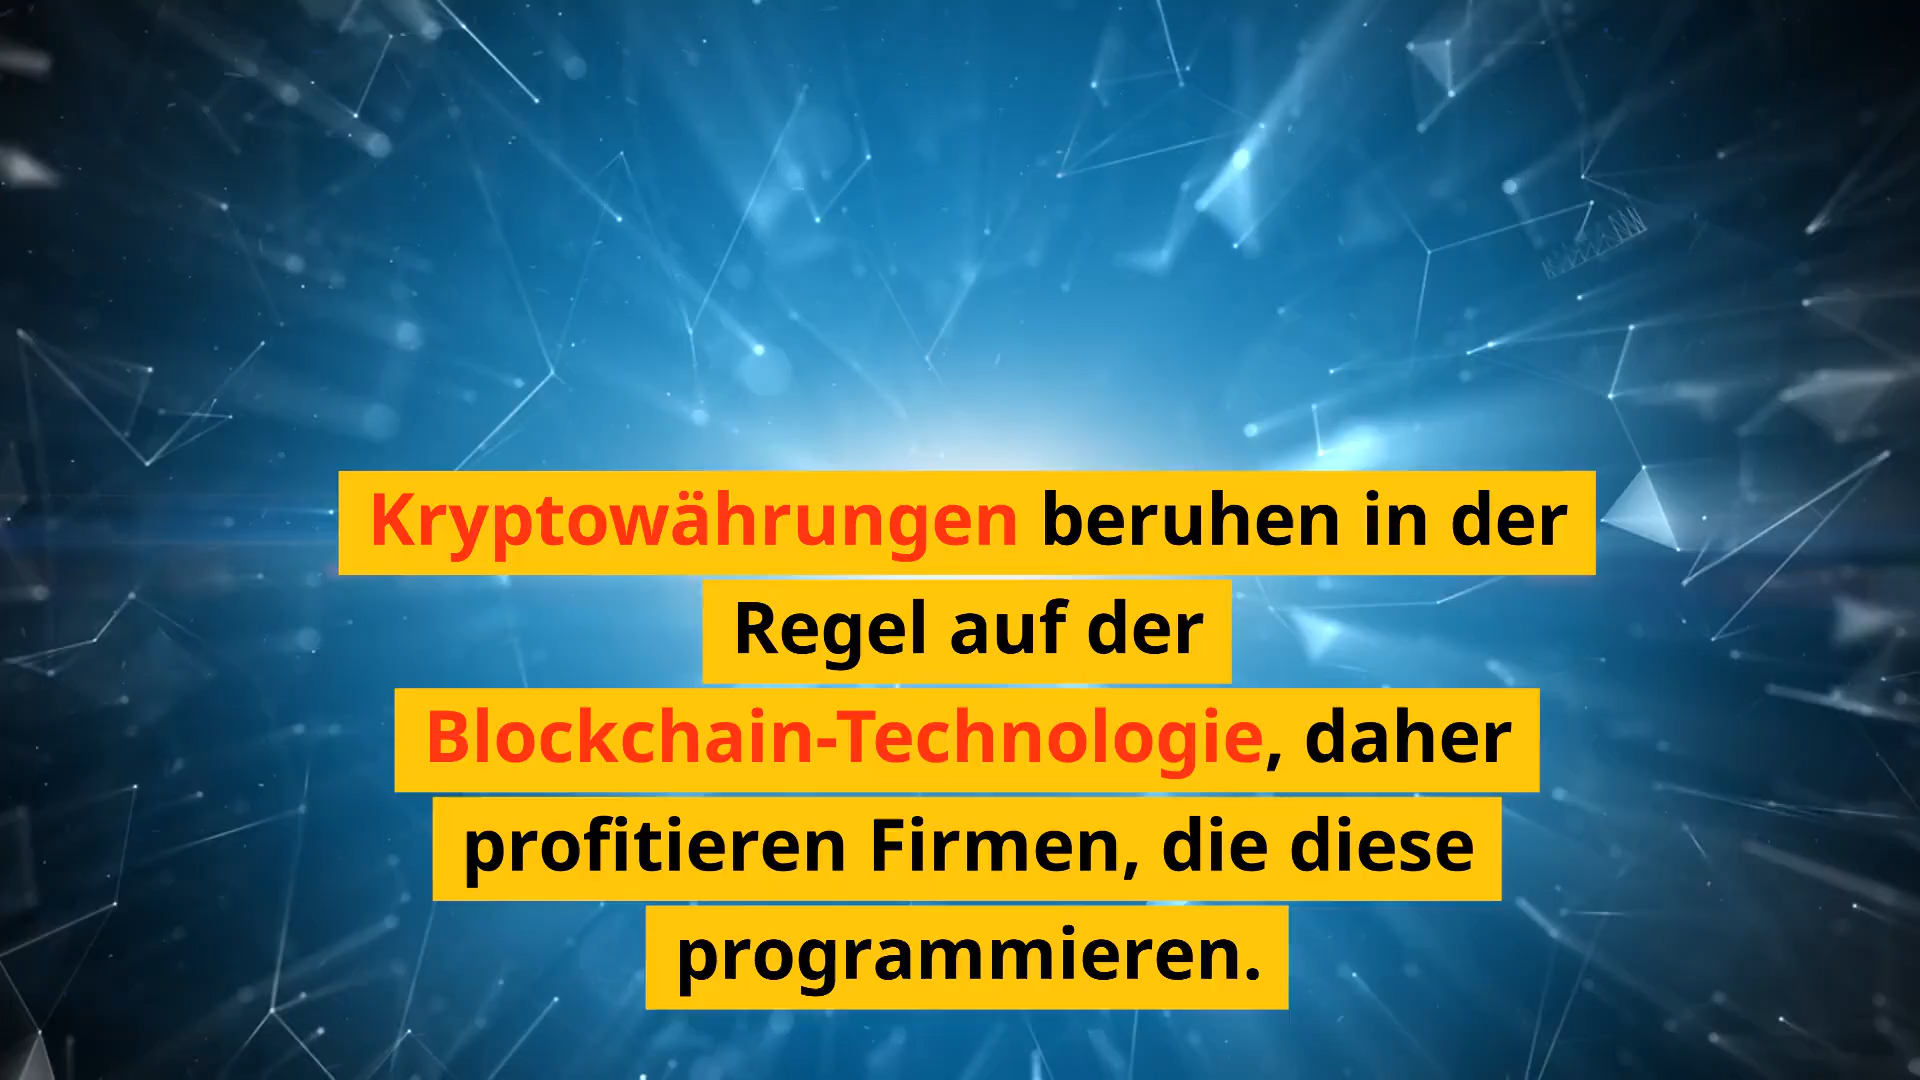 Kryptowährungen beruhen in der
Regel auf der
Blockchain-Technologie, daher
profitieren Firmen, die diese
programmieren.